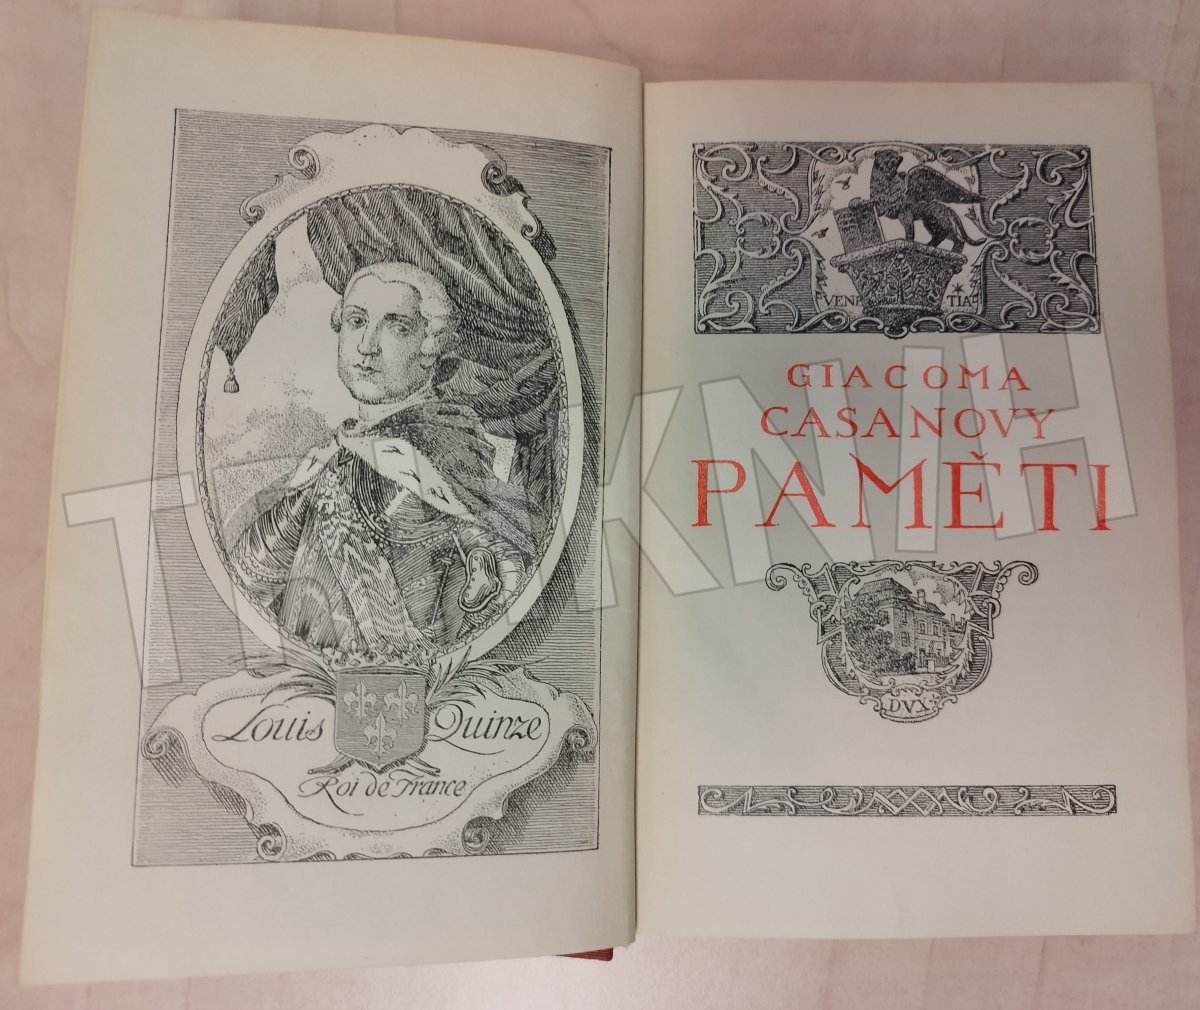 Louis Quinze
Roi de France
VENE TIA
GIACOMA
CASANOVY
PAMĚTI
DVX